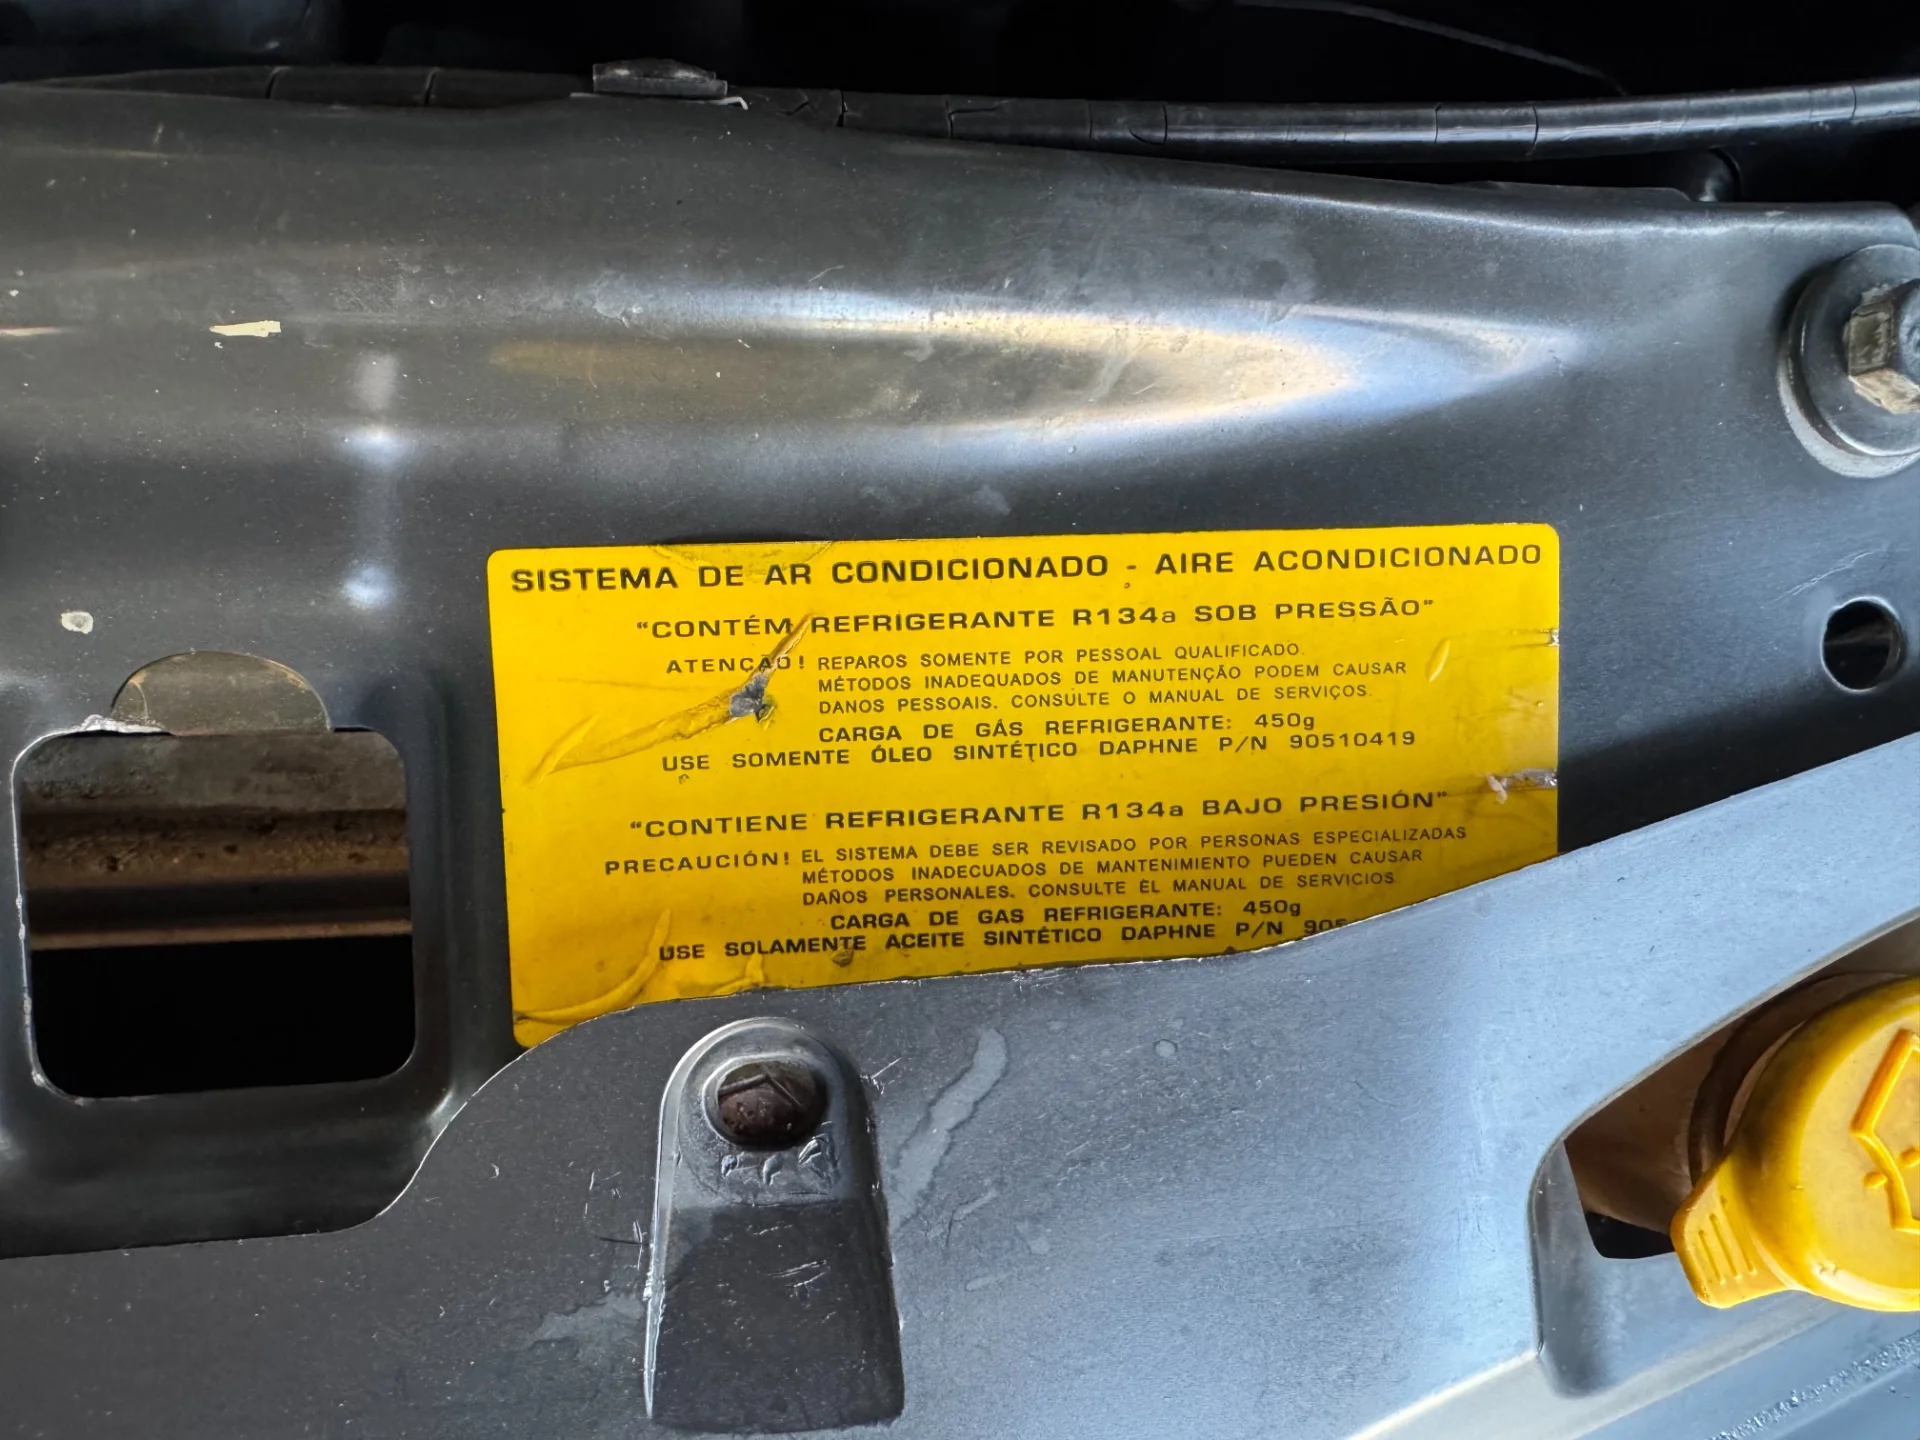 SISTEMA DE AR CONDICIONADO - AIRE ACONDICIONADO
"CONTÉM REFRIGERANTE R134a SOB PRESSÃO"
ATENÇÃO! REPAROS SOMENTE POR PESSOAL QUALIFICADO.
MÉTODOS INADEQUADOS DE MANUTENÇÃO PODEM CAUSAR
DANOS PESSOAIS. CONSULTE O MANUAL DE SERVIÇOS.
CARGA DE GÁS REFRIGERANTE: 450g
USE SOMENTE ÓLEO SINTÉTICO DAPHNE P/N 90510419
"CONTIENE REFRIGERANTE R134a BAJO PRESIÓN"
PRECAUCIÓN! EL SISTEMA DEBE SER REVISADO POR PERSONAS ESPECIALIZADAS
MÉTODOS INADECUADOS DE MANTENIMIENTO PUEDEN CAUSAR
DAÑOS PERSONALES. CONSULTE EL MANUAL DE SERVICIOS
CARGA DE GAS REFRIGERANTE: 450g
USE SOLAMENTE ACEITE SINTÉTICO DAPHNE P/N 905